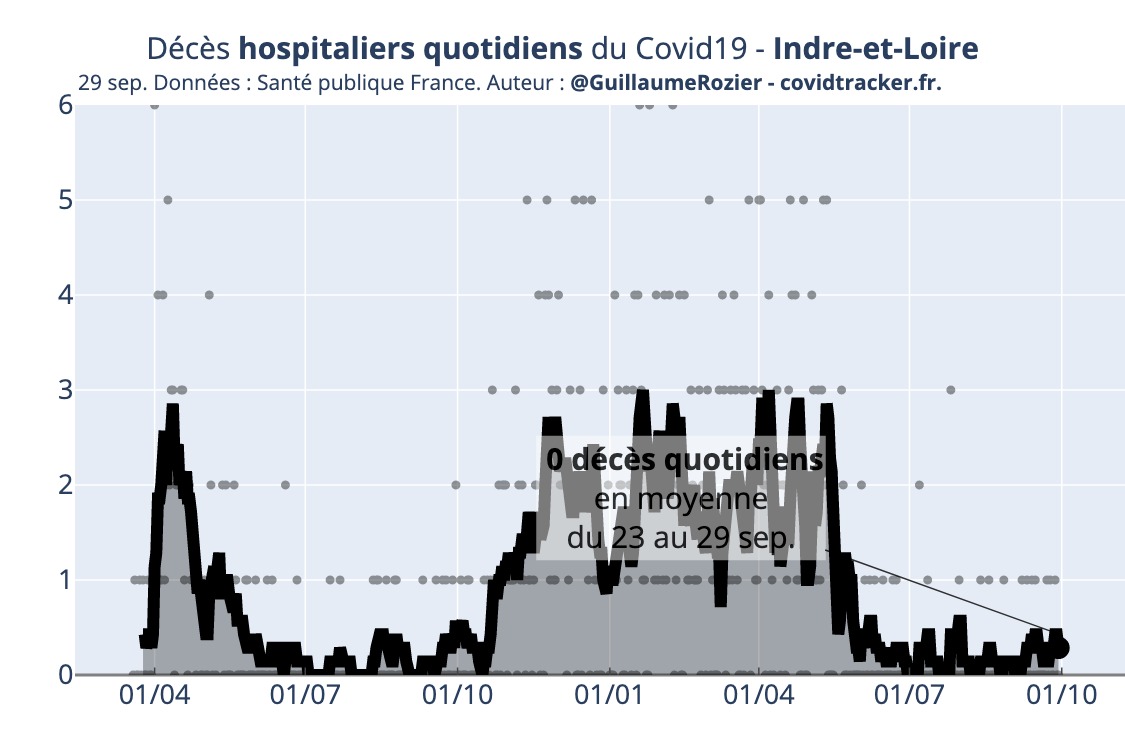 Décès hospitaliers quotidiens du Covid19 - Indre-et-Loire
29 sep. Données : Santé publique France. Auteur : @GuillaumeRozier - covidtracker.fr.
6
5
4
3
2
1
0
0 décès quotidiens
en moyenne
du 23 au 29 sep.
01/04 01/07 01/10 01/01 01/04 01/07 01/10